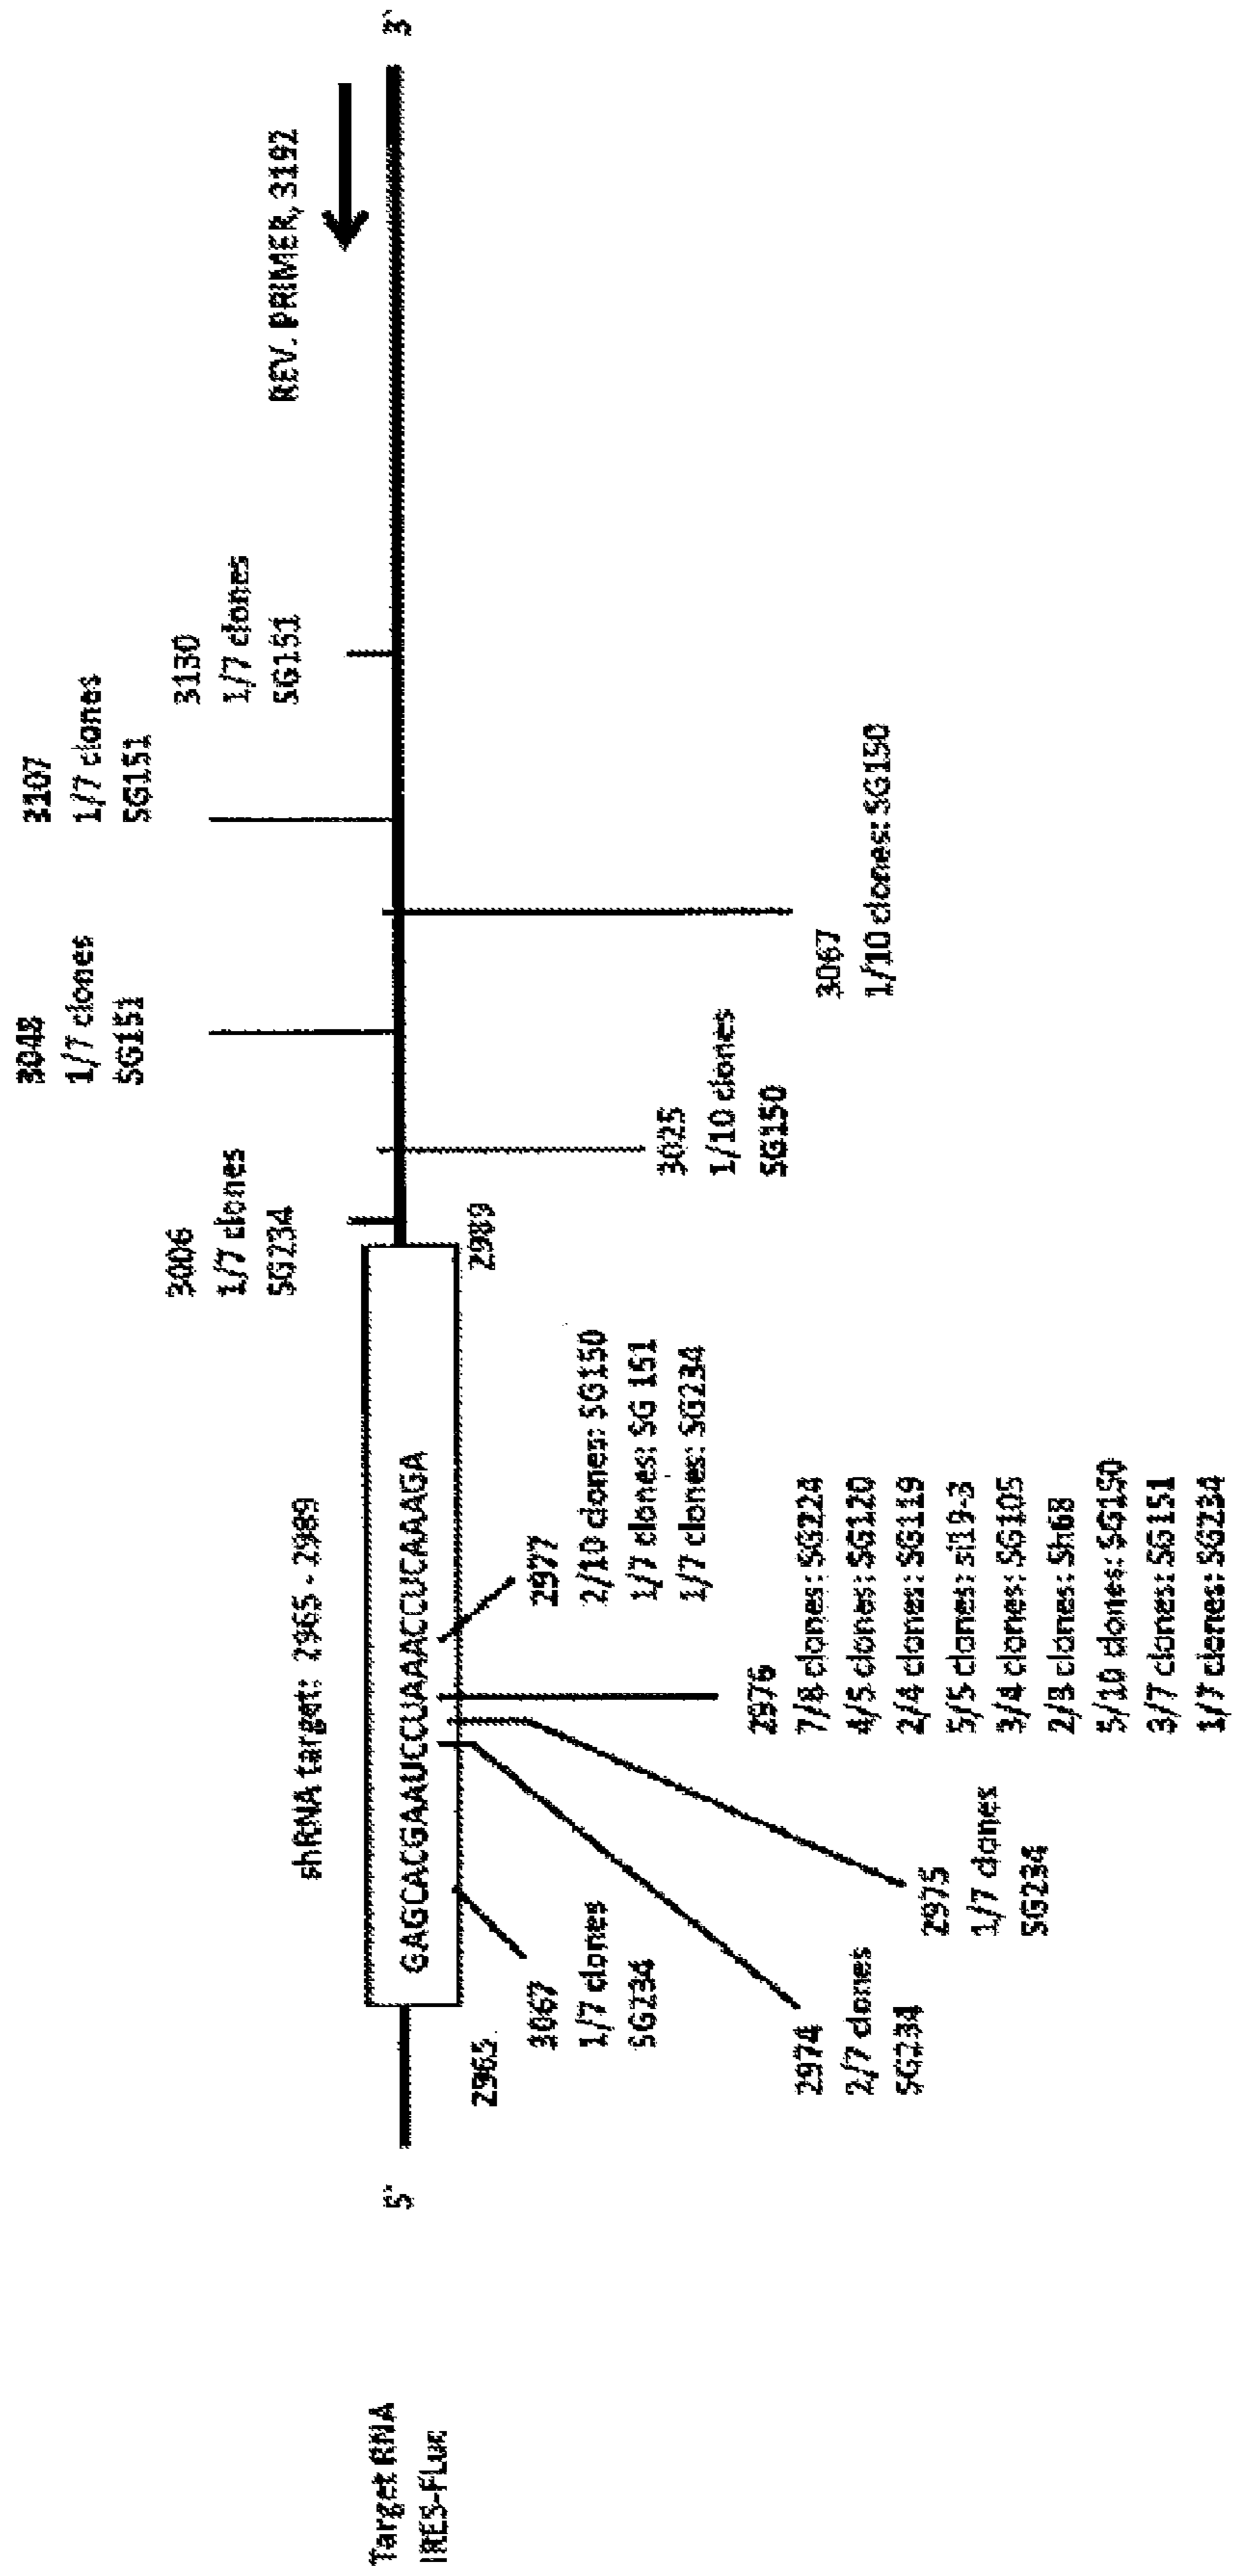 Target RNA
IRES-FLuc
5'
3'
shRNA target: 2965 - 2989
GAGCACGAAUCCUAAACCUCAAAGA
2965
2989
REV. PRIMER, 3192
3006
1/7 clones
SG234
3048
1/7 clones
SG151
3107
1/7 clones
SG151
3130
1/7 clones
SG151
3067
1/7 clones
SG234
2974
2/7 clones
SG234
2975
1/7 clones
SG234
2976
7/8 clones: SG224
4/5 clones: SG120
2/4 clones: SG119
5/5 clones: si19-3
3/4 clones: SG105
2/3 clones: Sh68
5/10 clones: SG150
3/7 clones: SG151
1/7 clones: SG234
2977
2/10 clones: SG150
1/7 clones: SG 151
1/7 clones: SG234
3025
1/10 clones
SG150
3067
1/10 clones: SG150